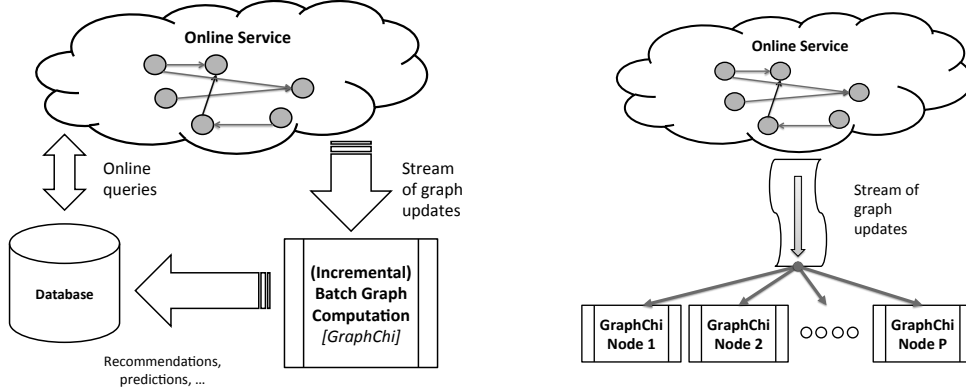 Online Service
Online
queries
Stream
of graph
updates
Database
(Incremental)
Batch Graph
Computation
[GraphChi]
Recommendations,
predictions, ...
Online Service
Stream of
graph
updates
GraphChi
Node 1
GraphChi
Node 2
GraphChi
Node P